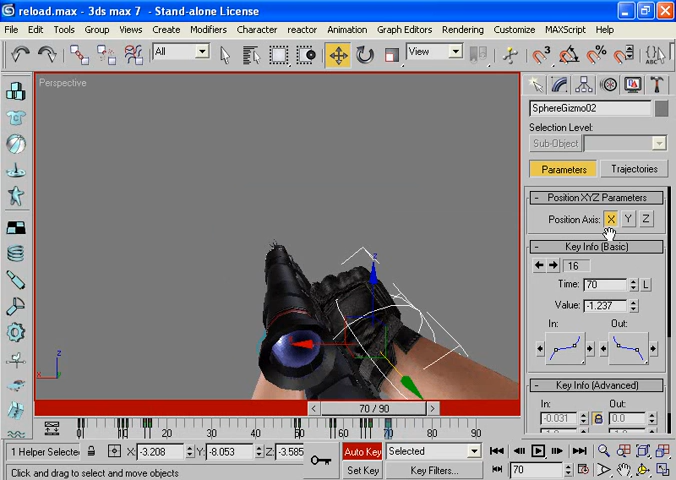 reload.max - 3ds max 7 - Stand-alone License
File Edit Tools Group Views Create Modifiers Character reactor Animation Graph Editors Rendering Customize MAXScript Help
All View
Perspective
SphereGizmo02
Selection Level:
Sub-Object
Parameters Trajectories
- Position XYZ Parameters
Position Axis: X Y Z
- Key Info (Basic)
16
Time: 70 L
Value: -1.237
In: Out:
- Key Info (Advanced)
In: Out:
-0.031 0.0
z
x
z
< 70 / 90 >
0 10 20 30 40 50 60 70 80 90
1 Helper Selected X: -3.208 Y: -8.053 Z: -3.585 Auto Key Selected
Click and drag to select and move objects Set Key Key Filters... 70